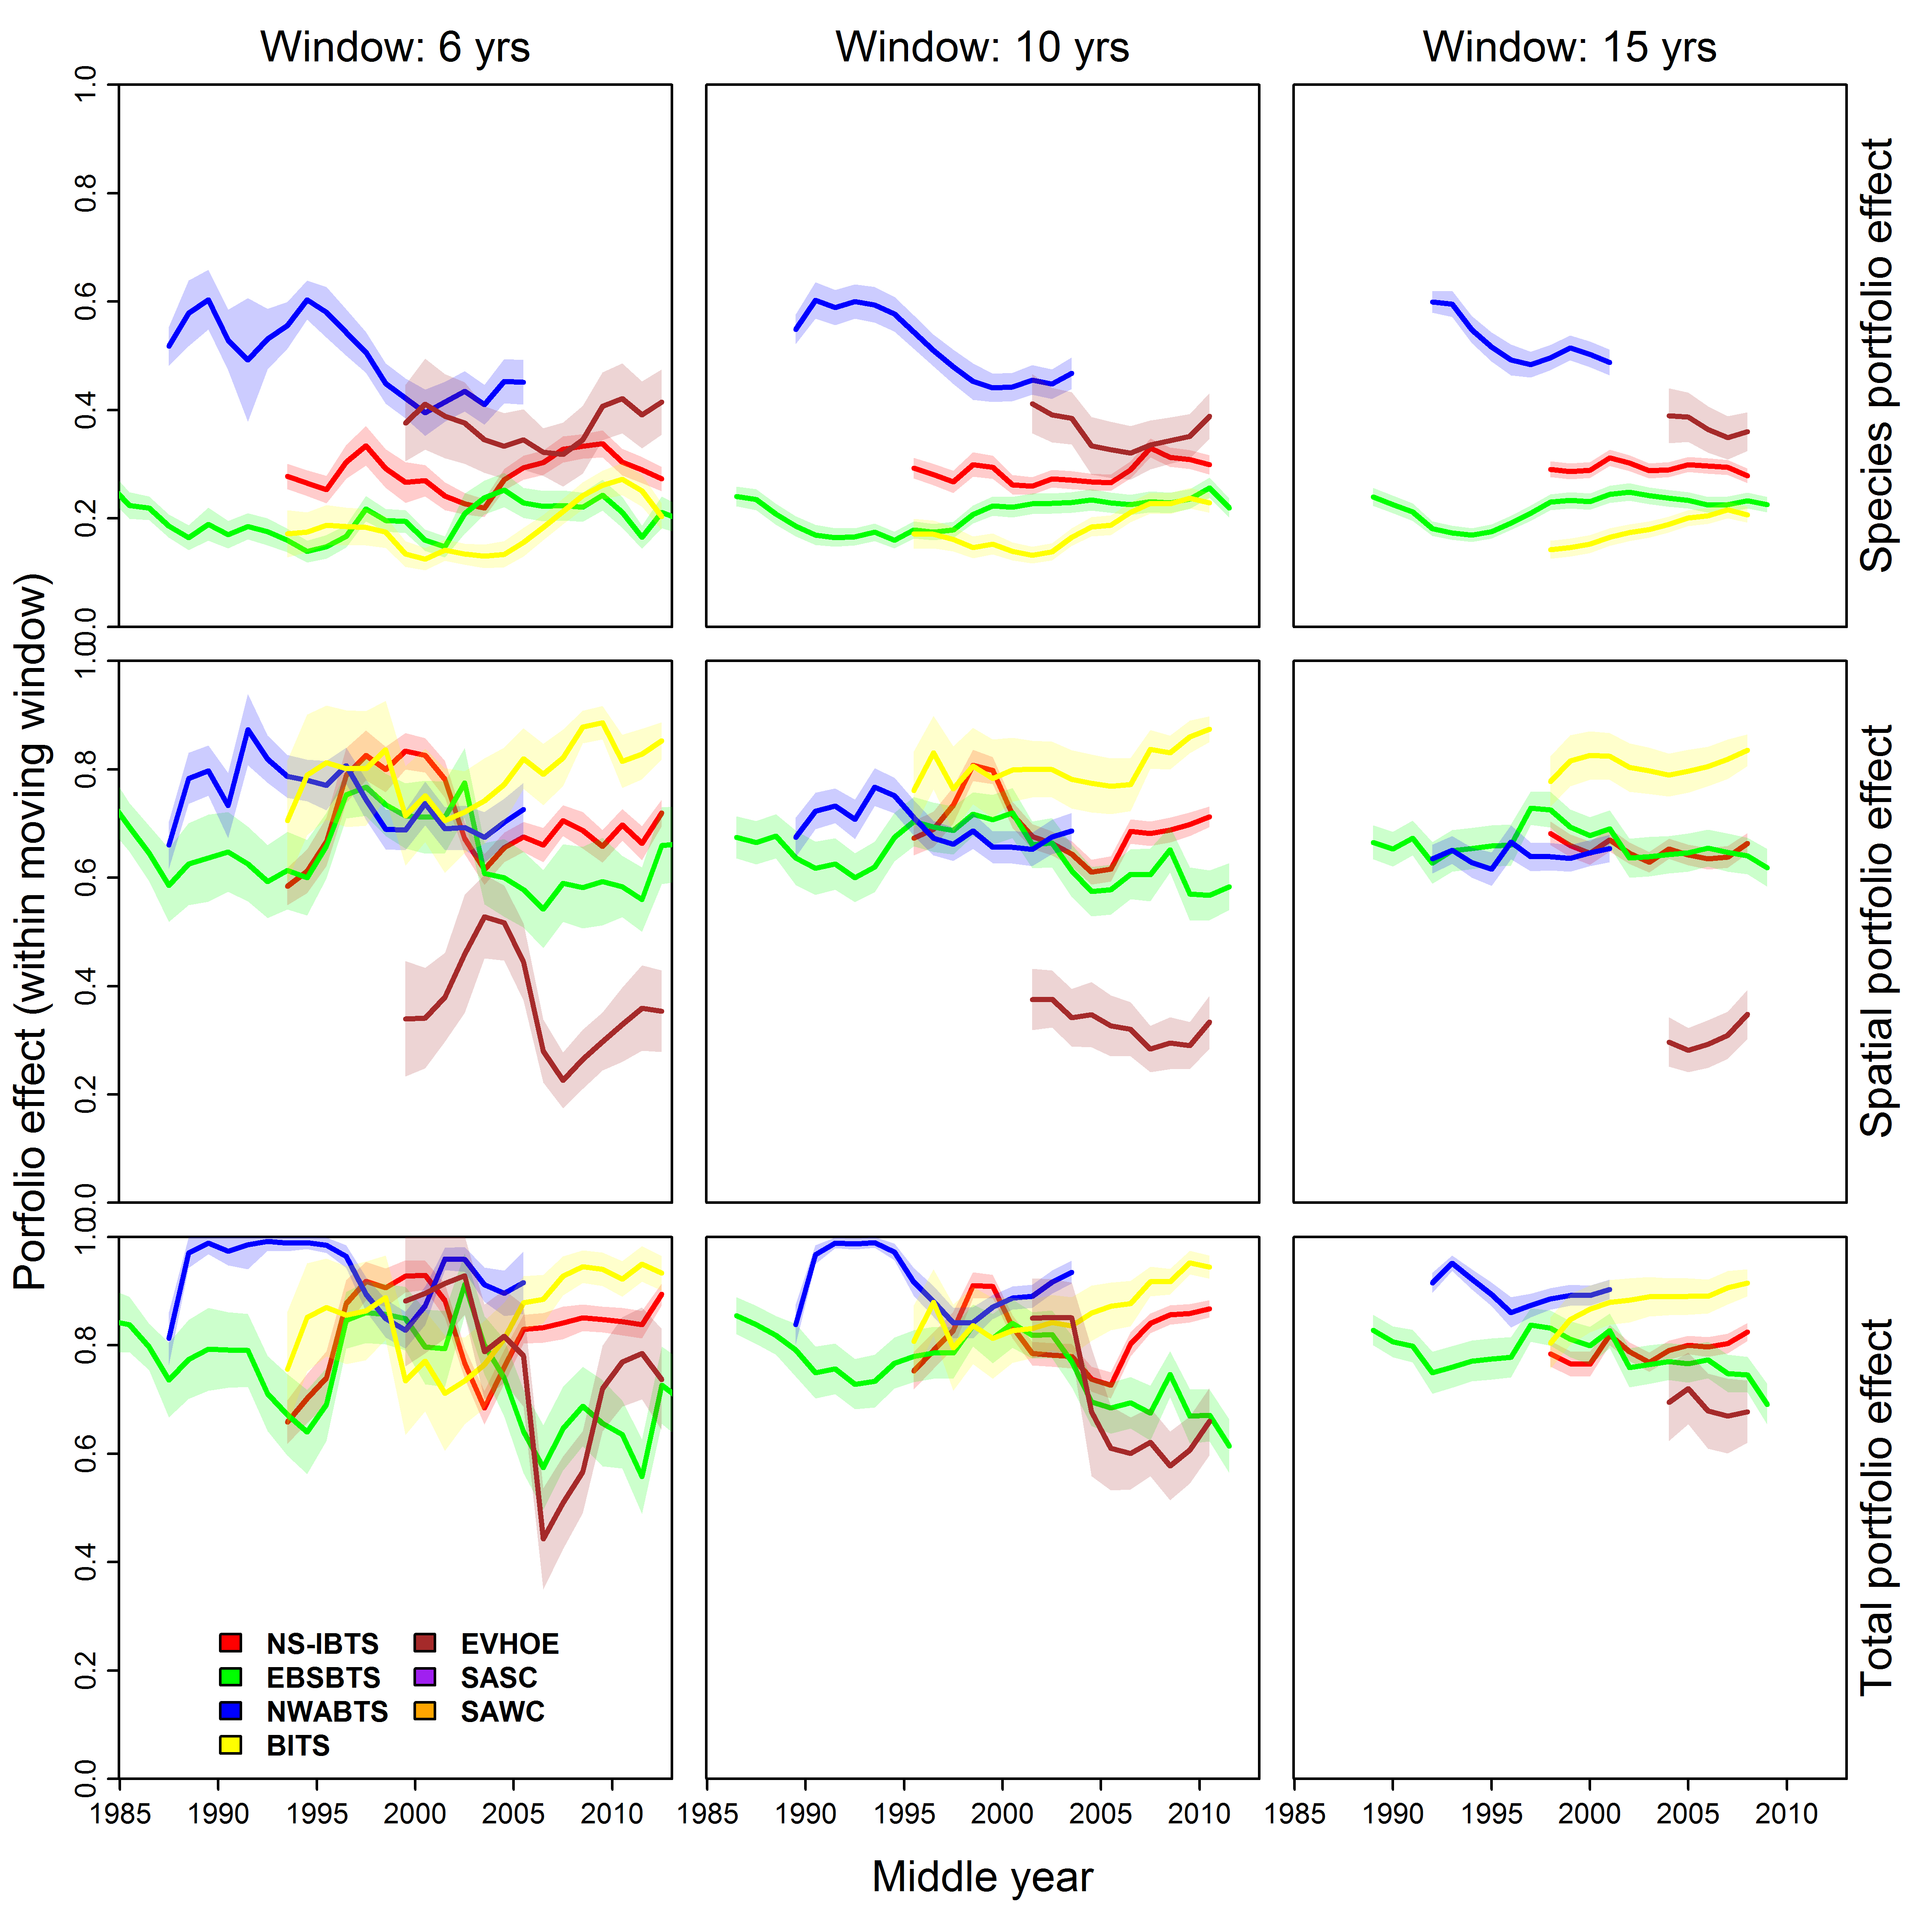 Window: 6 yrs
Window: 10 yrs
Window: 15 yrs
Porfolio effect (within moving window)
1.0
0.8
0.6
0.4
0.2
0.0
Species portfolio effect
1.0
0.8
0.6
0.4
0.2
0.0
Spatial portfolio effect
1.0
0.8
0.6
0.4
0.2
0.0
Total portfolio effect
NS-IBTS
EBSBTS
NWABTS
BITS
EVHOE
SASC
SAWC
1985 1990 1995 2000 2005 2010
1985 1990 1995 2000 2005 2010
1985 1990 1995 2000 2005 2010
Middle year